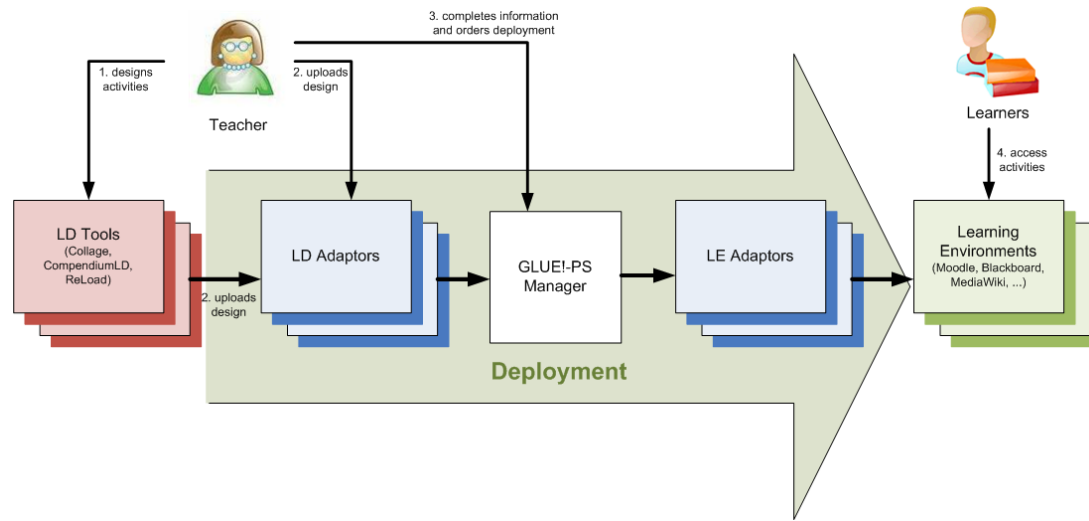 3. completes information
and orders deployment
1. designs
activities
2. uploads
design
Teacher
Learners
4. access
activities
LD Tools
(Collage,
CompendiumLD,
ReLoad)
2. uploads
design
LD Adaptors
GLUE!-PS
Manager
LE Adaptors
Learning
Environments
(Moodle, Blackboard,
MediaWiki, ...)
Deployment